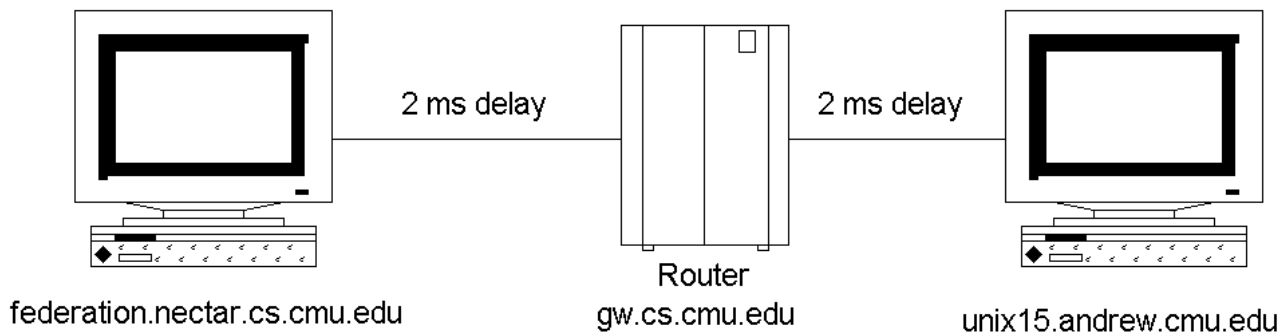 2 ms delay
2 ms delay
Router
federation.nectar.cs.cmu.edu
gw.cs.cmu.edu
unix15.andrew.cmu.edu